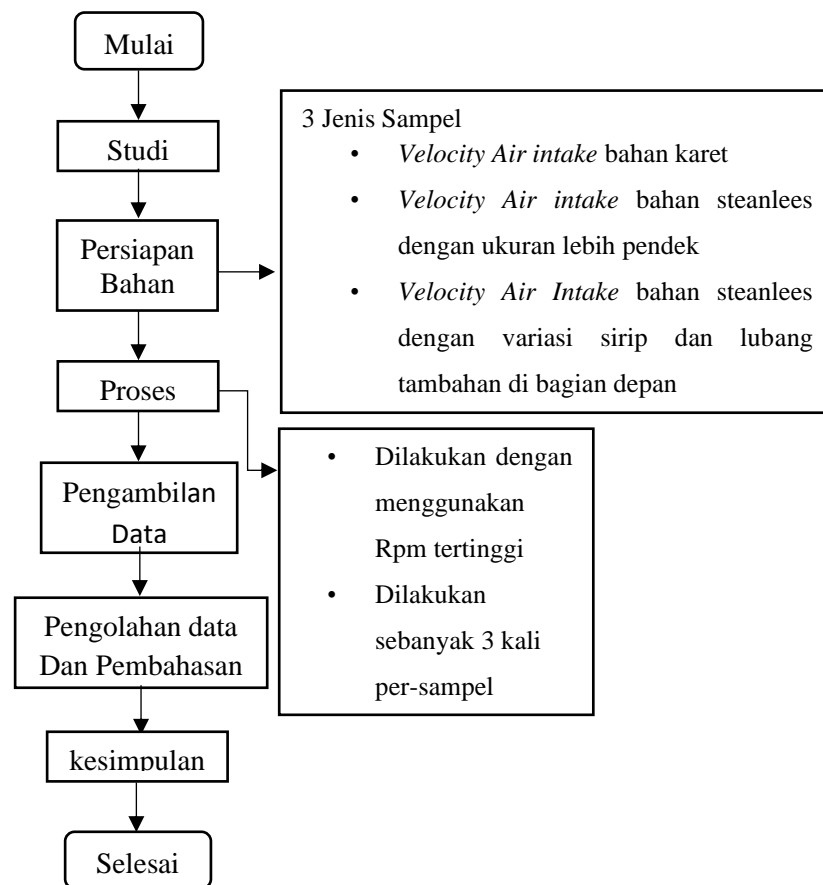 Mulai
Studi
Persiapan
Bahan
3 Jenis Sampel
• Velocity Air intake bahan karet
• Velocity Air intake bahan steanlees
dengan ukuran lebih pendek
• Velocity Air Intake bahan steanlees
dengan variasi sirip dan lubang
tambahan di bagian depan
Proses
• Dilakukan dengan
menggunakan
Rpm tertinggi
• Dilakukan
sebanyak 3 kali
per-sampel
Pengambilan
Data
Pengolahan data
Dan Pembahasan
kesimpulan
Selesai